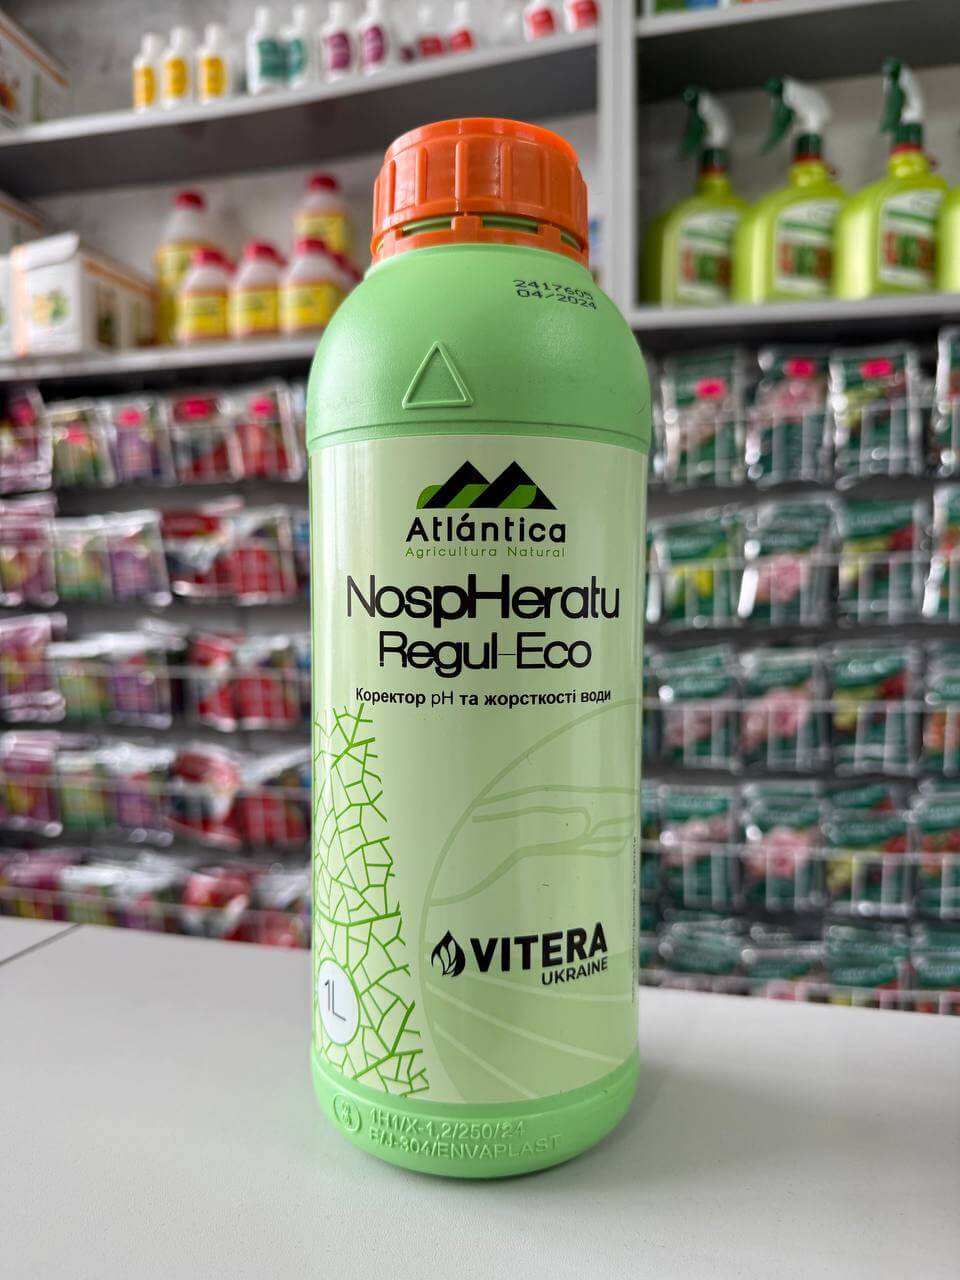 2417605
04/2024
Atlántica
Agricultura Natural
NospHeratu
Regul-Eco
Коректор pH та жорсткості води
VITERA
UKRAINE
1L
1H1/X-1,2/250/24
E/J-304/ENVAPLAST